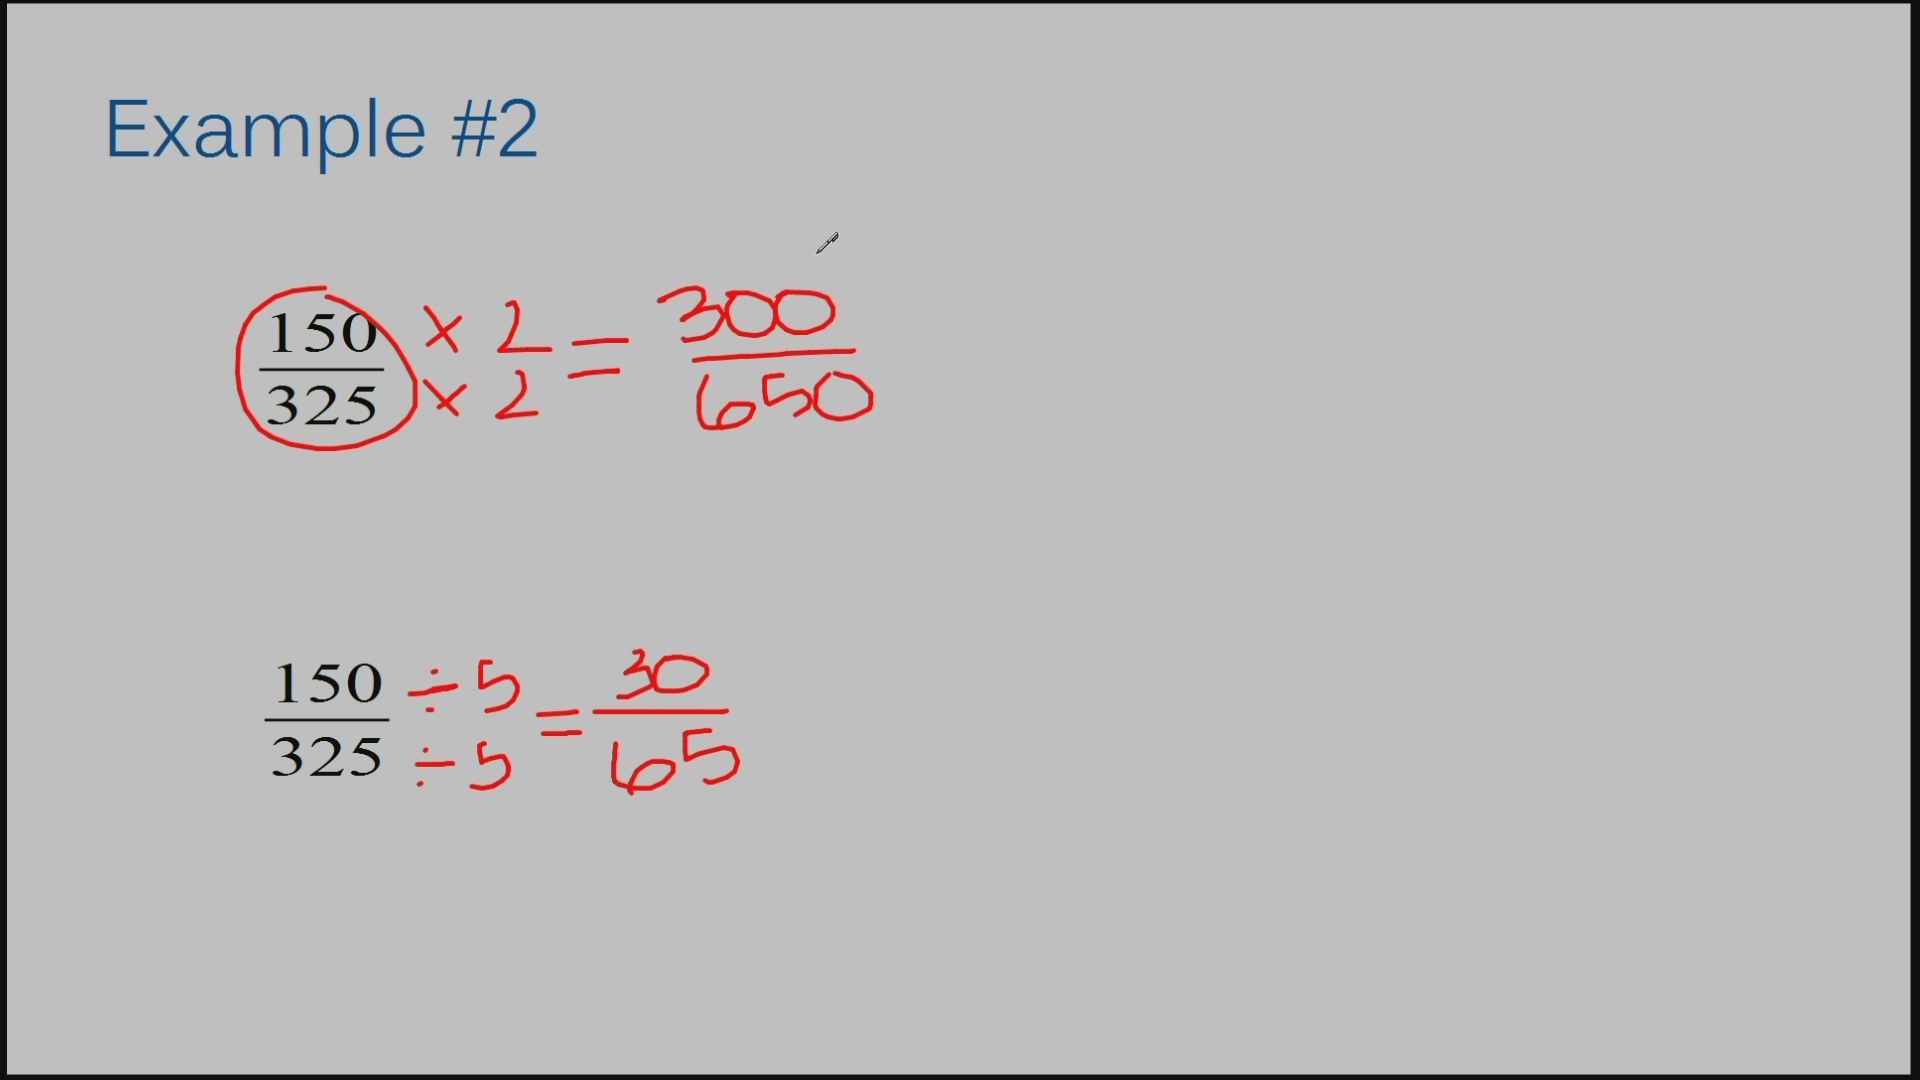 Example #2
150/325 × 2/× 2 = 300/650
150/325 ÷ 5/÷ 5 = 30/65